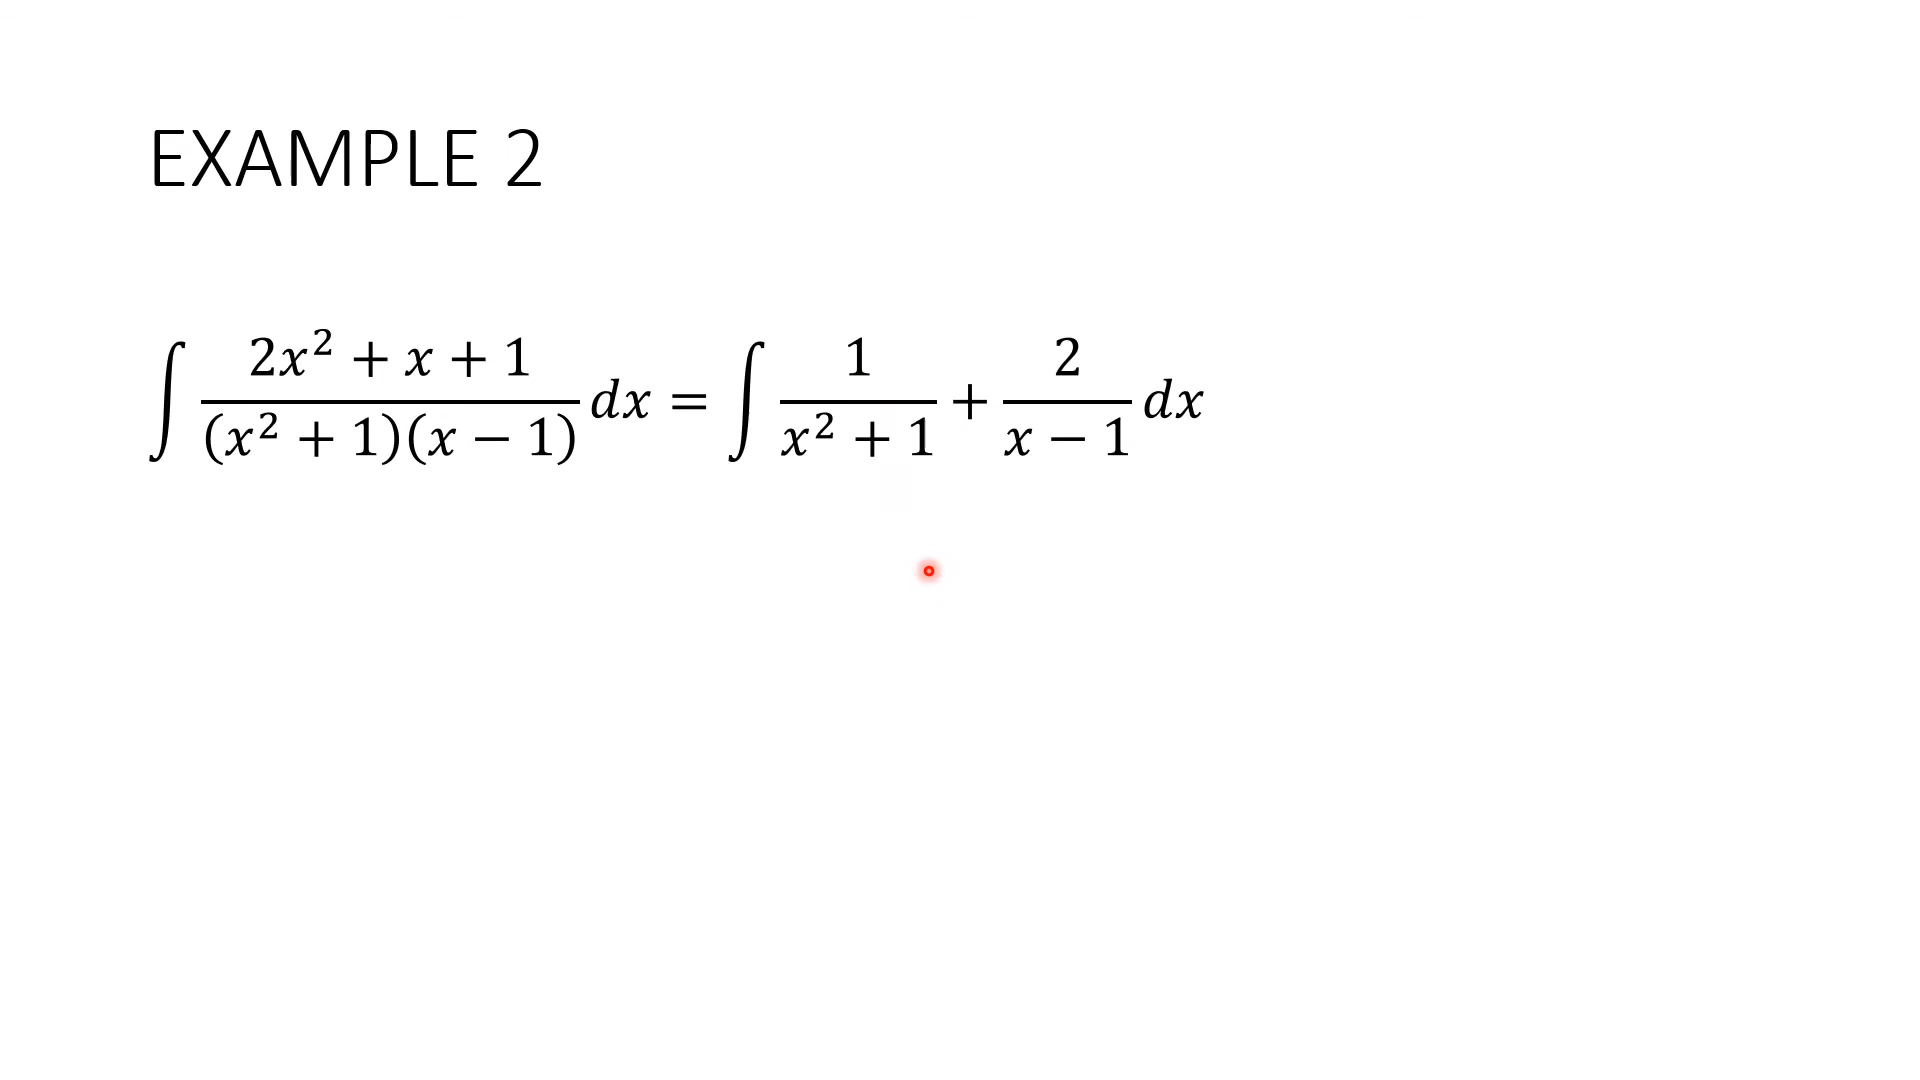 EXAMPLE 2
∫ (2x² + x + 1)/((x² + 1)(x − 1)) dx = ∫ 1/(x² + 1) + 2/(x − 1) dx